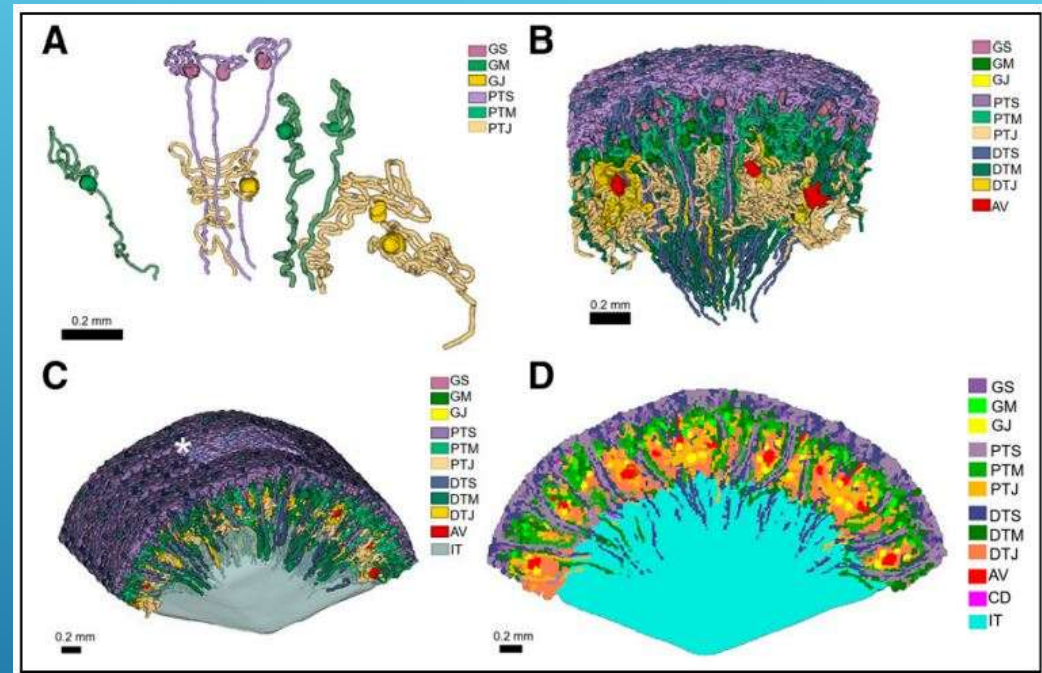 A
GS
GM
GJ
PTS
PTM
PTJ
0.2 mm
B
GS
GM
GJ
PTS
PTM
PTJ
DTS
DTM
DTJ
AV
0.2 mm
C
*
GS
GM
GJ
PTS
PTM
PTJ
DTS
DTM
DTJ
AV
IT
0.2 mm
D
GS
GM
GJ
PTS
PTM
PTJ
DTS
DTM
DTJ
AV
CD
IT
0.2 mm